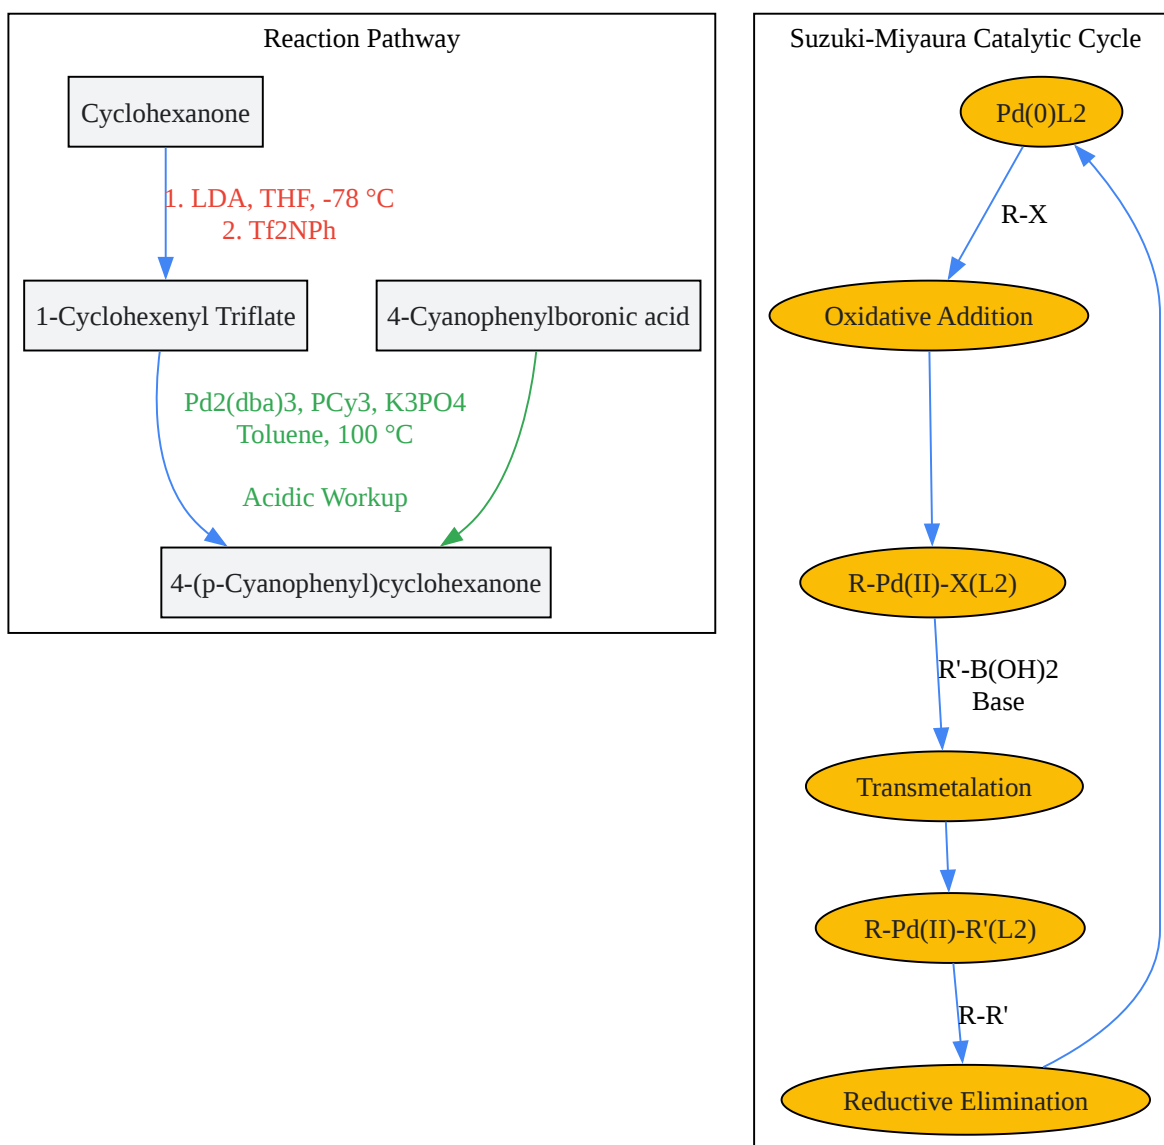 Reaction Pathway
Cyclohexanone
1. LDA, THF, -78 °C
2. Tf2NPh
1-Cyclohexenyl Triflate
4-Cyanophenylboronic acid
Pd2(dba)3, PCy3, K3PO4
Toluene, 100 °C
Acidic Workup
4-(p-Cyanophenyl)cyclohexanone
Suzuki-Miyaura Catalytic Cycle
Pd(0)L2
R-X
Oxidative Addition
R-Pd(II)-X(L2)
R'-B(OH)2
Base
Transmetalation
R-Pd(II)-R'(L2)
R-R'
Reductive Elimination